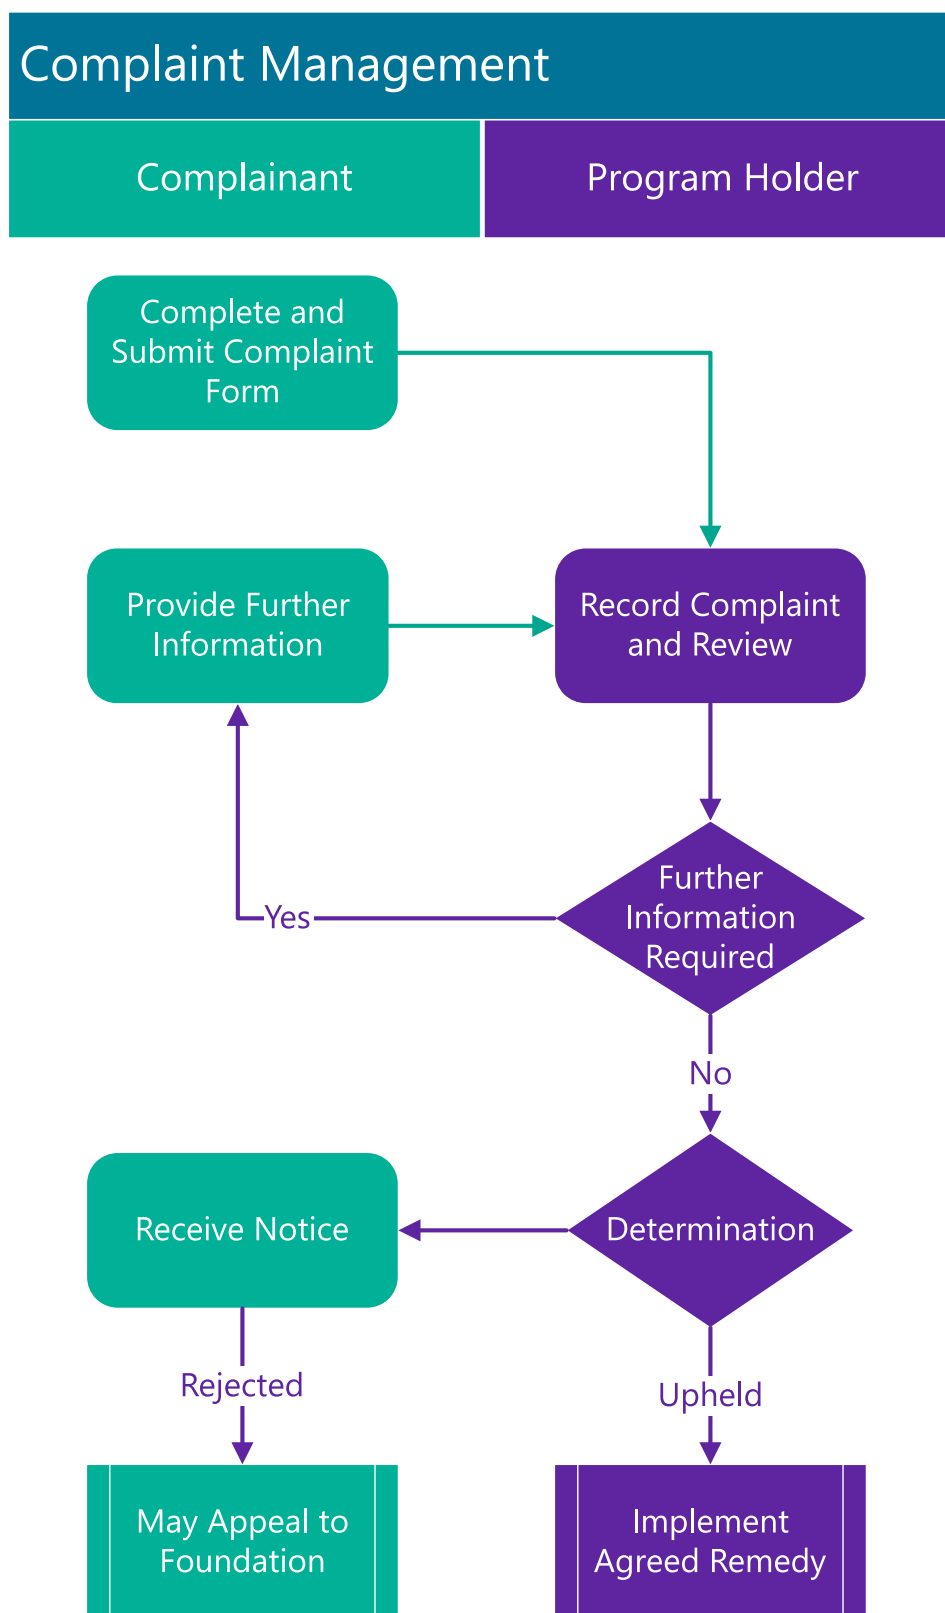 Complaint Management
Complainant
Program Holder
Complete and
Submit Complaint
Form
Provide Further
Information
Record Complaint
and Review
Further
Information
Required
Yes
No
Receive Notice
Determination
Rejected
Upheld
May Appeal to
Foundation
Implement
Agreed Remedy